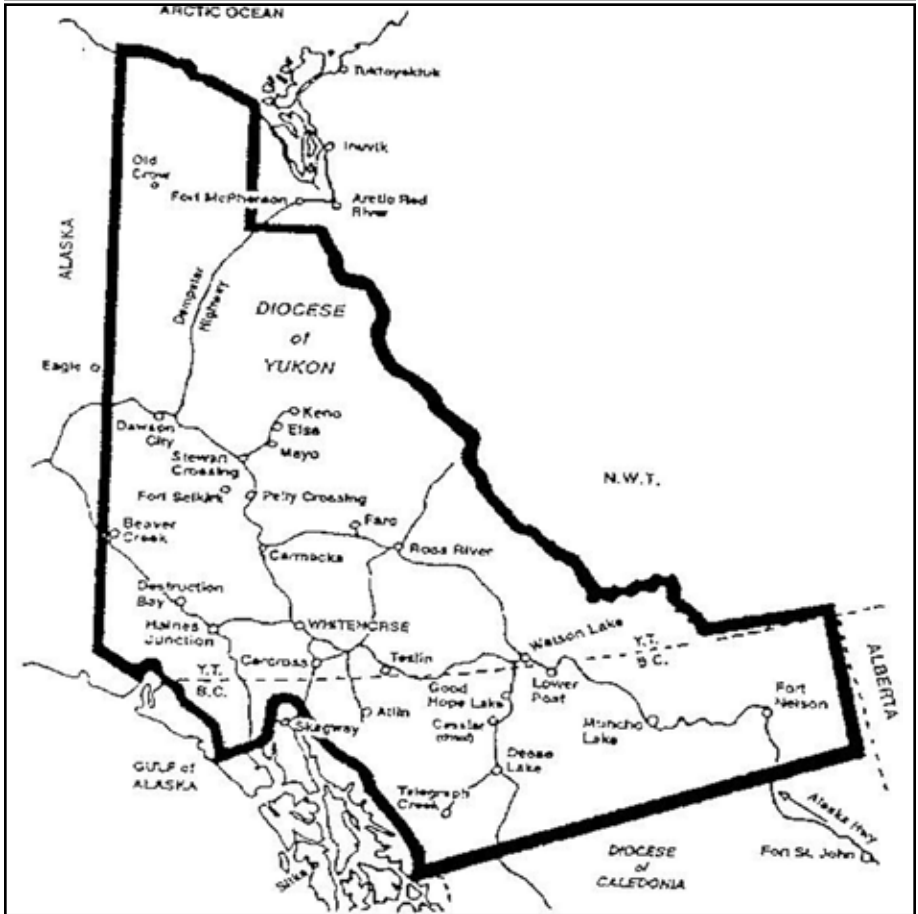 ARCTIC OCEAN
Tuktoyaktuk
Inuvik
Old
Crow
Fort McPherson
Arctic Red
River
ALASKA
Dempster
Highway
DIOCESE
of
YUKON
Eagle
Keno
Elsa
Mayo
Dawson
City
Stewart
Crossing
N.W.T.
Fort Selkirk
Pelly Crossing
Faro
Beaver
Creek
Carmacks
Ross River
Destruction
Bay
Haines
Junction
WHITEHORSE
Watson Lake
Y.T.
B.C.
ALBERTA
Carcross
Teslin
Y.T.
B.C.
Good
Hope Lake
Lower
Post
Fort
Nelson
Atlin
Cassiar
(closed)
Muncho
Lake
Skagway
Dease
Lake
GULF of
ALASKA
Telegraph
Creek
Alaska Hwy
Sitka
DIOCESE
of
CALEDONIA
Fort St. John